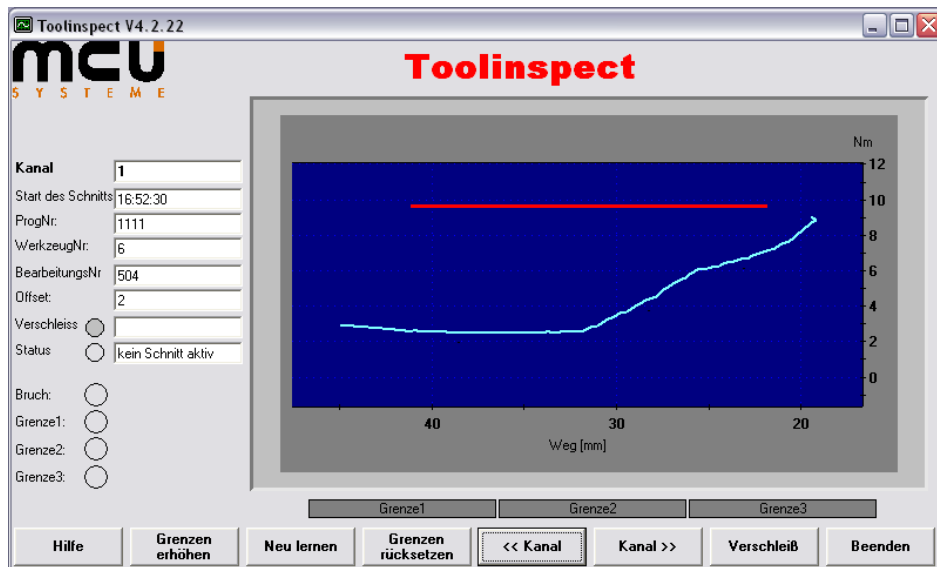 Toolinspect V4.2.22
mcu
SYSTEME
Toolinspect
Kanal 1
Start des Schnitts 16:52:30
ProgNr: 1111
WerkzeugNr: 6
BearbeitungsNr 504
Offset: 2
Verschleiss
Status kein Schnitt aktiv
Bruch:
Grenze1:
Grenze2:
Grenze3:
Nm
12
10
8
6
4
2
0
40 30 20
Weg [mm]
Grenze1 Grenze2 Grenze3
Hilfe
Grenzen
erhöhen
Neu lernen
Grenzen
rücksetzen
<< Kanal
Kanal >>
Verschleiß
Beenden